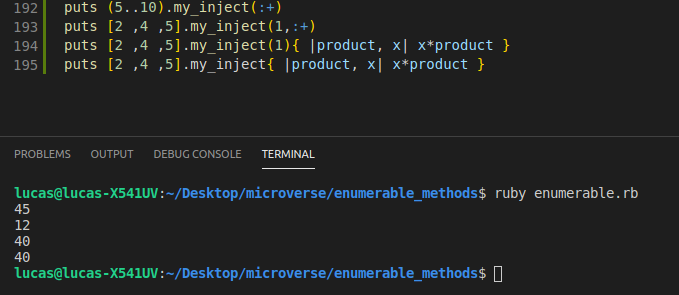 192 puts (5..10).my_inject(:+)
193 puts [2 ,4 ,5].my_inject(1,:+)
194 puts [2 ,4 ,5].my_inject(1){ |product, x| x*product }
195 puts [2 ,4 ,5].my_inject{ |product, x| x*product }
PROBLEMS OUTPUT DEBUG CONSOLE TERMINAL
lucas@lucas-X541UV:~/Desktop/microverse/enumerable_methods$ ruby enumerable.rb
45
12
40
40
lucas@lucas-X541UV:~/Desktop/microverse/enumerable_methods$